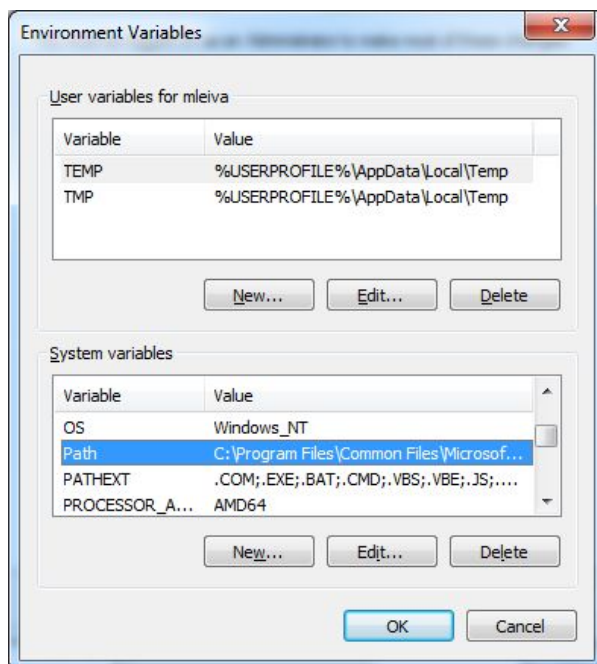 Environment Variables
User variables for mleiva
Variable Value
TEMP %USERPROFILE%\AppData\Local\Temp
TMP %USERPROFILE%\AppData\Local\Temp
New... Edit... Delete
System variables
Variable Value
OS Windows_NT
Path C:\Program Files\Common Files\Microsof...
PATHEXT .COM;.EXE;.BAT;.CMD;.VBS;.VBE;.JS;....
PROCESSOR_A... AMD64
New... Edit... Delete
OK Cancel